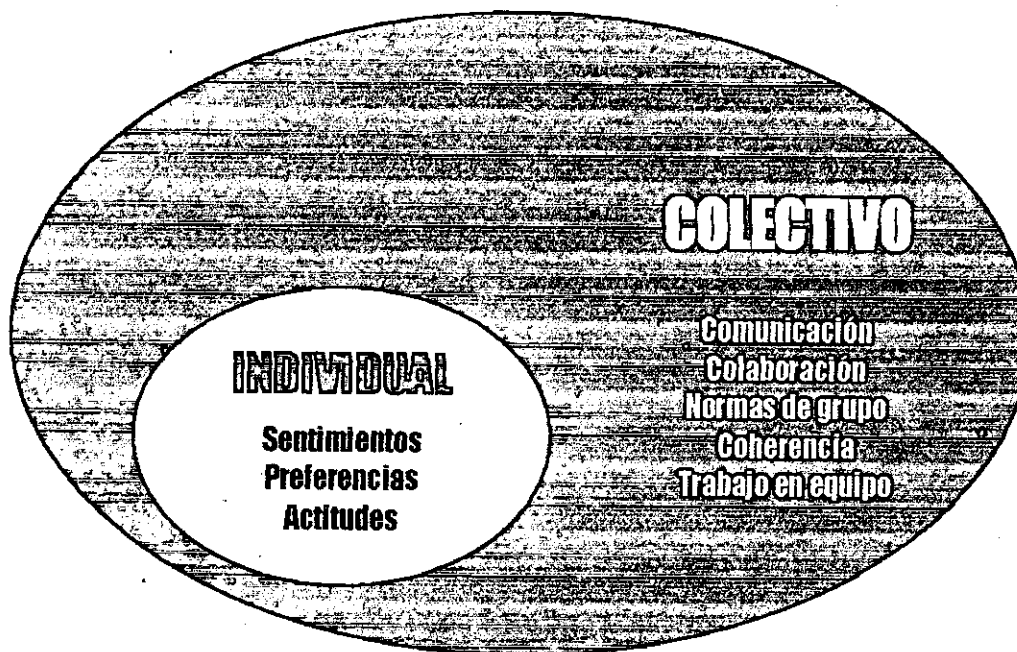 COLECTIVO
Comunicación
Colaboración
Normas de grupo
Coherencia
Trabajo en equipo
INDIVIDUAL
Sentimientos
Preferencias
Actitudes